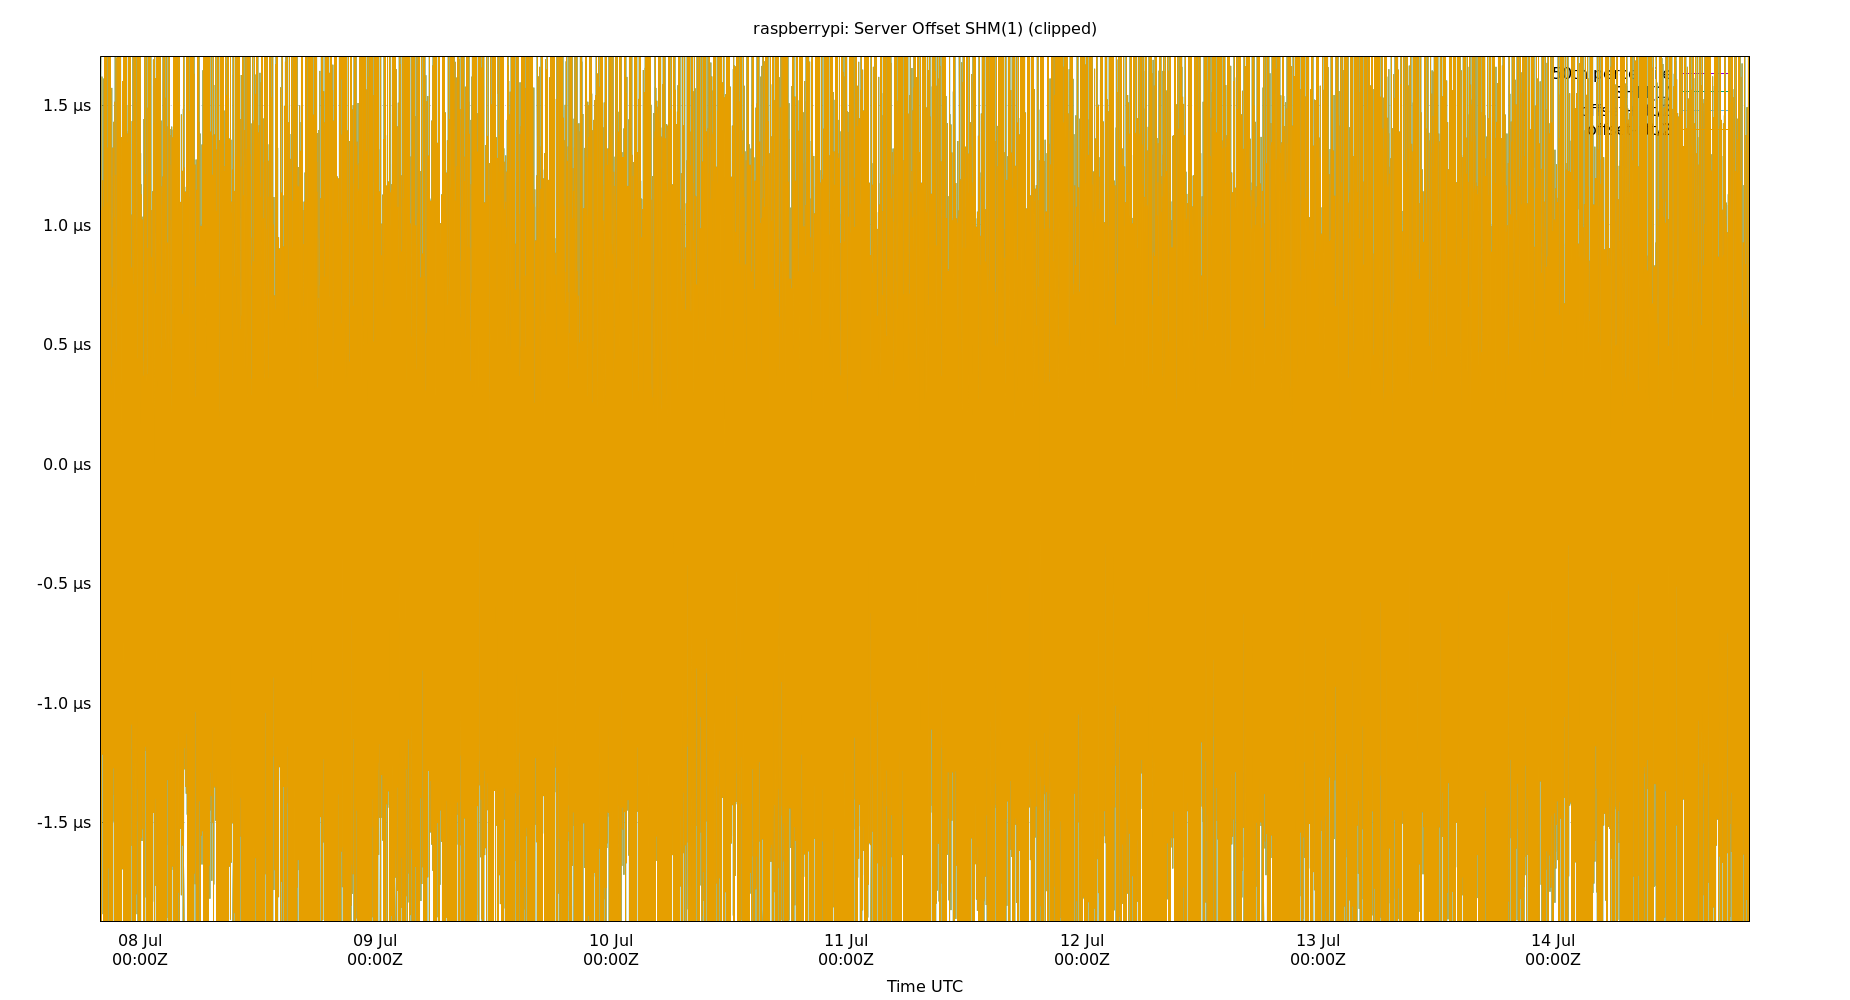 raspberrypi: Server Offset SHM(1) (clipped)
1.5 µs
1.0 µs
0.5 µs
0.0 µs
-0.5 µs
-1.0 µs
-1.5 µs
08 Jul 09 Jul 10 Jul 11 Jul 12 Jul 13 Jul 14 Jul
00:00Z 00:00Z 00:00Z 00:00Z 00:00Z 00:00Z 00:00Z
Time UTC